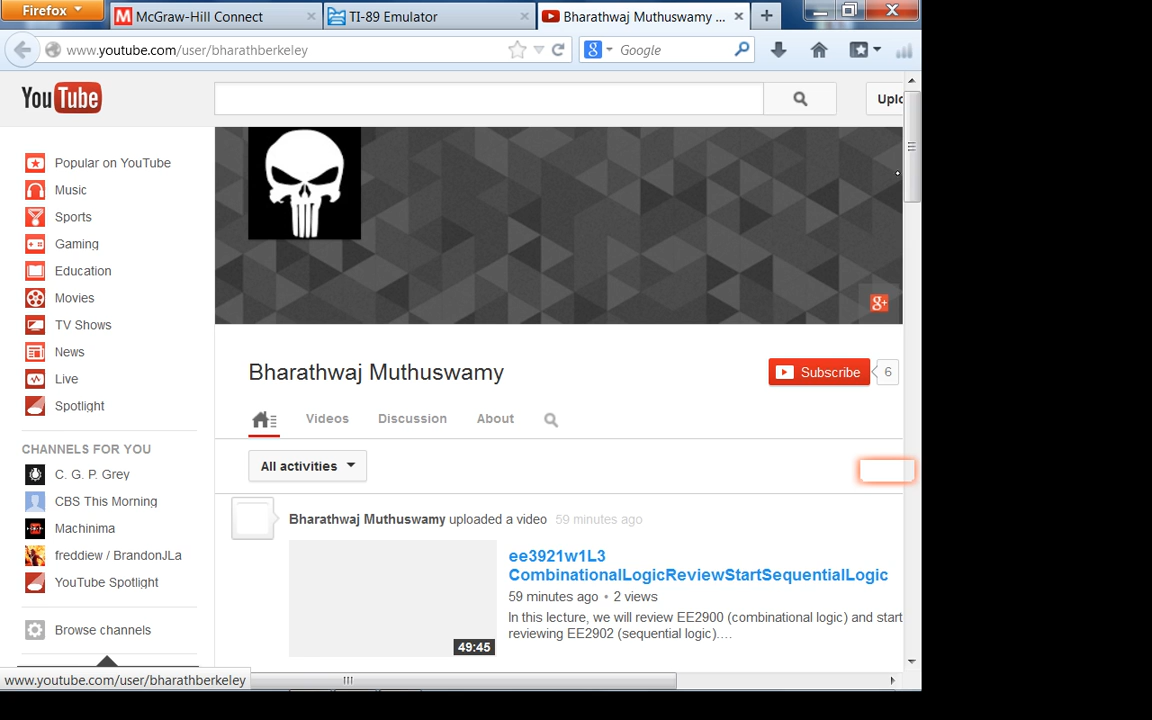 Firefox
McGraw-Hill Connect
TI-89 Emulator
Bharathwaj Muthuswamy ...
www.youtube.com/user/bharathberkeley
Google
YouTube
Uplo
Popular on YouTube
Music
Sports
Gaming
Education
Movies
TV Shows
News
Live
Spotlight
CHANNELS FOR YOU
C. G. P. Grey
CBS This Morning
Machinima
freddiew / BrandonJLa
YouTube Spotlight
Browse channels
Bharathwaj Muthuswamy
Subscribe
6
Videos
Discussion
About
All activities
Bharathwaj Muthuswamy uploaded a video 59 minutes ago
49:45
ee3921w1L3
CombinationalLogicReviewStartSequentialLogic
59 minutes ago • 2 views
In this lecture, we will review EE2900 (combinational logic) and start
reviewing EE2902 (sequential logic)....
www.youtube.com/user/bharathberkeley